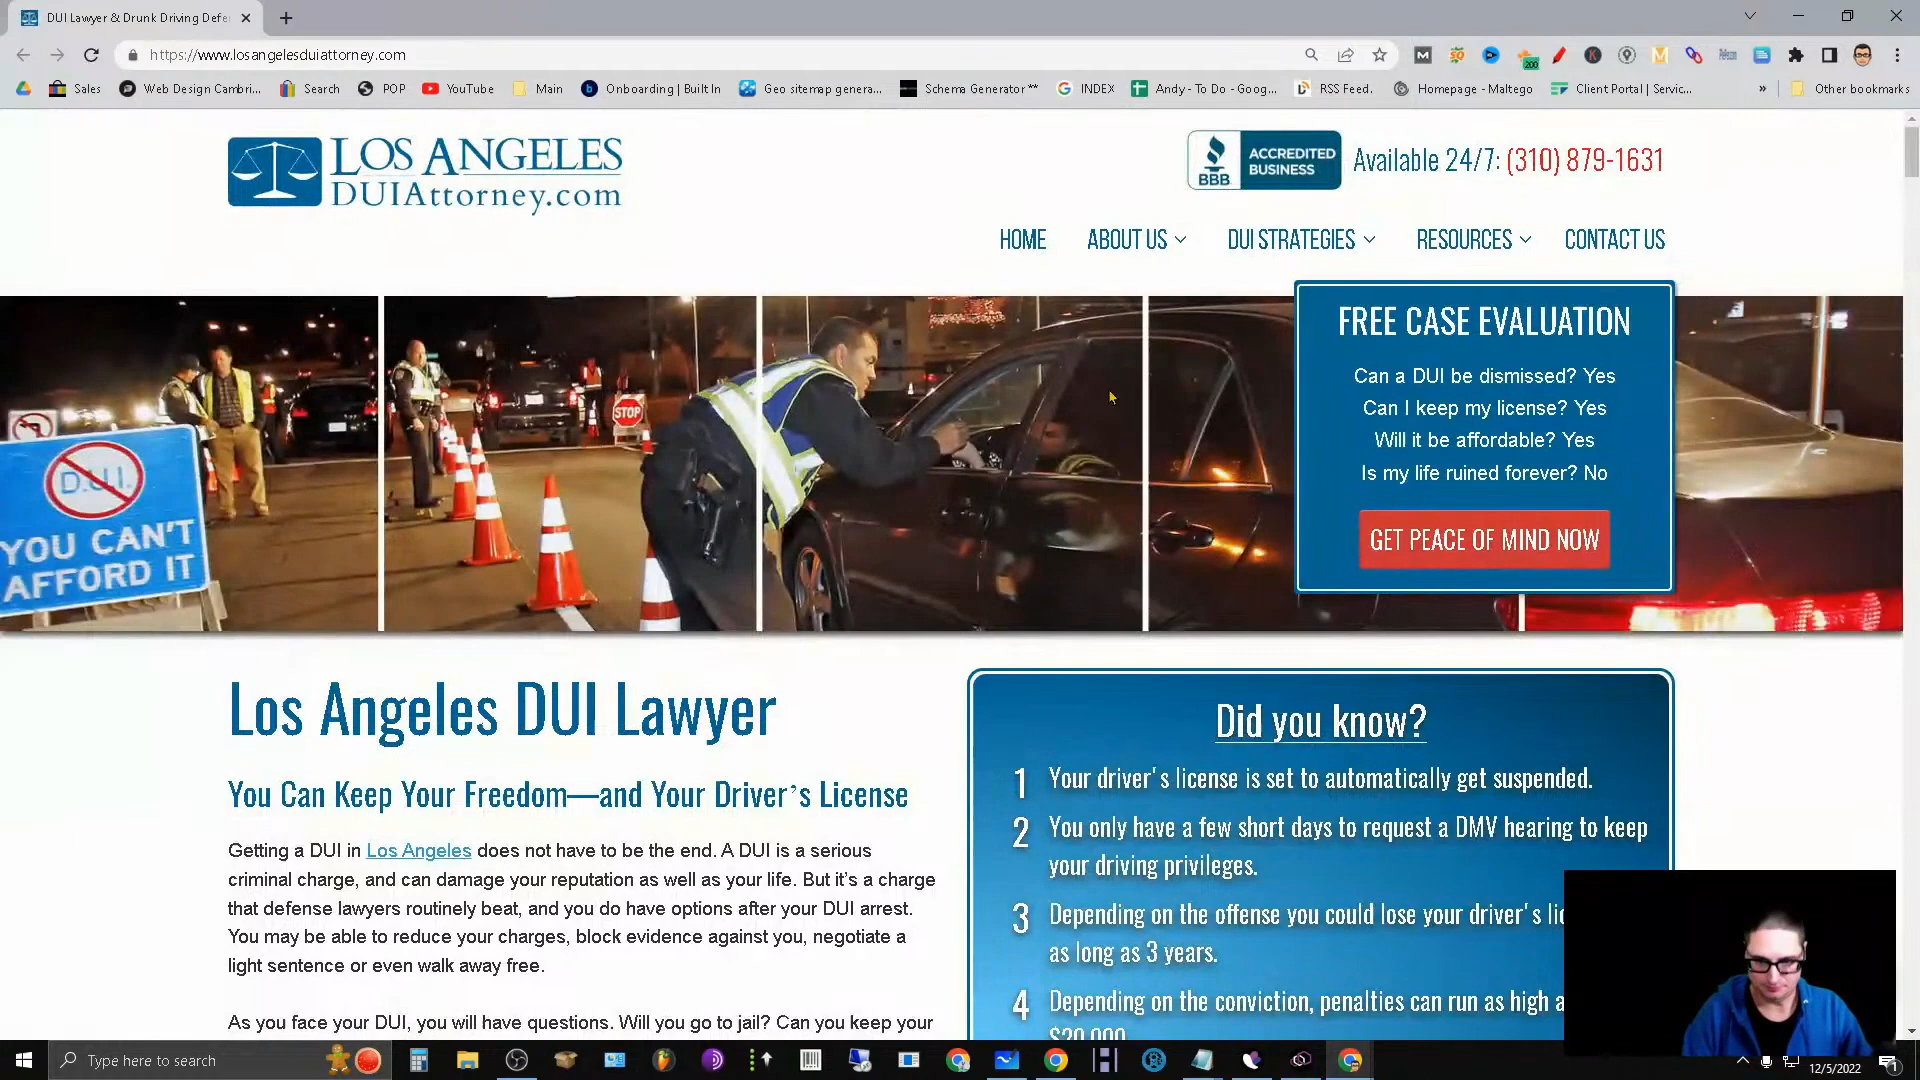 DUI Lawyer & Drunk Driving Defe
https://www.losangelesduiattorney.com
200
Sales
Web Design Cambri...
Search
POP
YouTube
Main
Onboarding | Built In
Geo sitemap genera...
Schema Generator **
INDEX
Andy - To Do - Goog...
RSS Feed.
Homepage - Maltego
Client Portal | Servic...
»
Other bookmarks
LOS ANGELES
DUIAttorney.com
BBB
ACCREDITED
BUSINESS
Available 24/7: (310) 879-1631
HOME
ABOUT US
DUI STRATEGIES
RESOURCES
CONTACT US
D.U.I.
YOU CAN'T
AFFORD IT
STOP
FREE CASE EVALUATION
Can a DUI be dismissed? Yes
Can I keep my license? Yes
Will it be affordable? Yes
Is my life ruined forever? No
GET PEACE OF MIND NOW
Los Angeles DUI Lawyer
You Can Keep Your Freedom—and Your Driver’s License
Getting a DUI in Los Angeles does not have to be the end. A DUI is a serious
criminal charge, and can damage your reputation as well as your life. But it’s a charge
that defense lawyers routinely beat, and you do have options after your DUI arrest.
You may be able to reduce your charges, block evidence against you, negotiate a
light sentence or even walk away free.
As you face your DUI, you will have questions. Will you go to jail? Can you keep your
Did you know?
1 Your driver's license is set to automatically get suspended.
2 You only have a few short days to request a DMV hearing to keep
your driving privileges.
3 Depending on the offense you could lose your driver's lic
as long as 3 years.
4 Depending on the conviction, penalties can run as high a
$20,000
Type here to search
12/5/2022
1